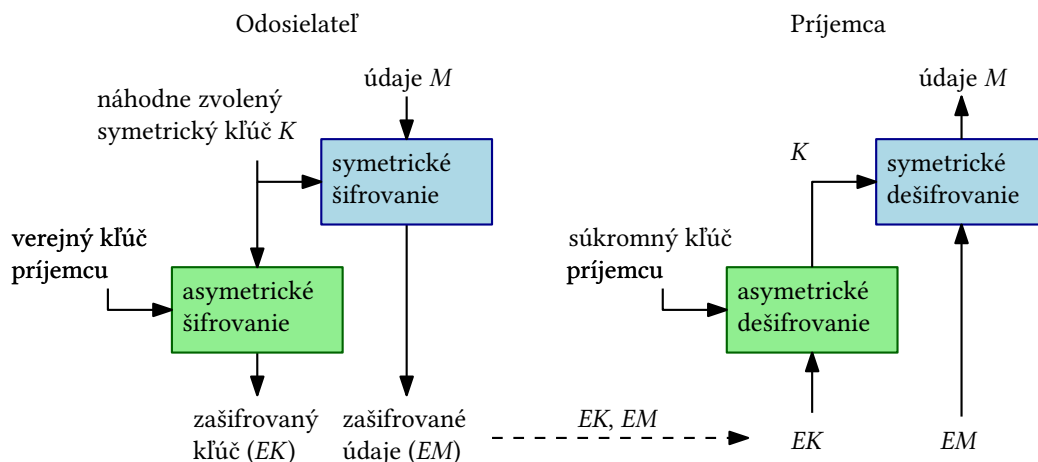 Odosielateľ
náhodne zvolený
symetrický kľúč K
údaje M
symetrické
šifrovanie
verejný kľúč
príjemcu
asymetrické
šifrovanie
zašifrovaný
kľúč (EK)
zašifrované
údaje (EM)
EK, EM
Príjemca
údaje M
K
symetrické
dešifrovanie
súkromný kľúč
príjemcu
asymetrické
dešifrovanie
EK
EM